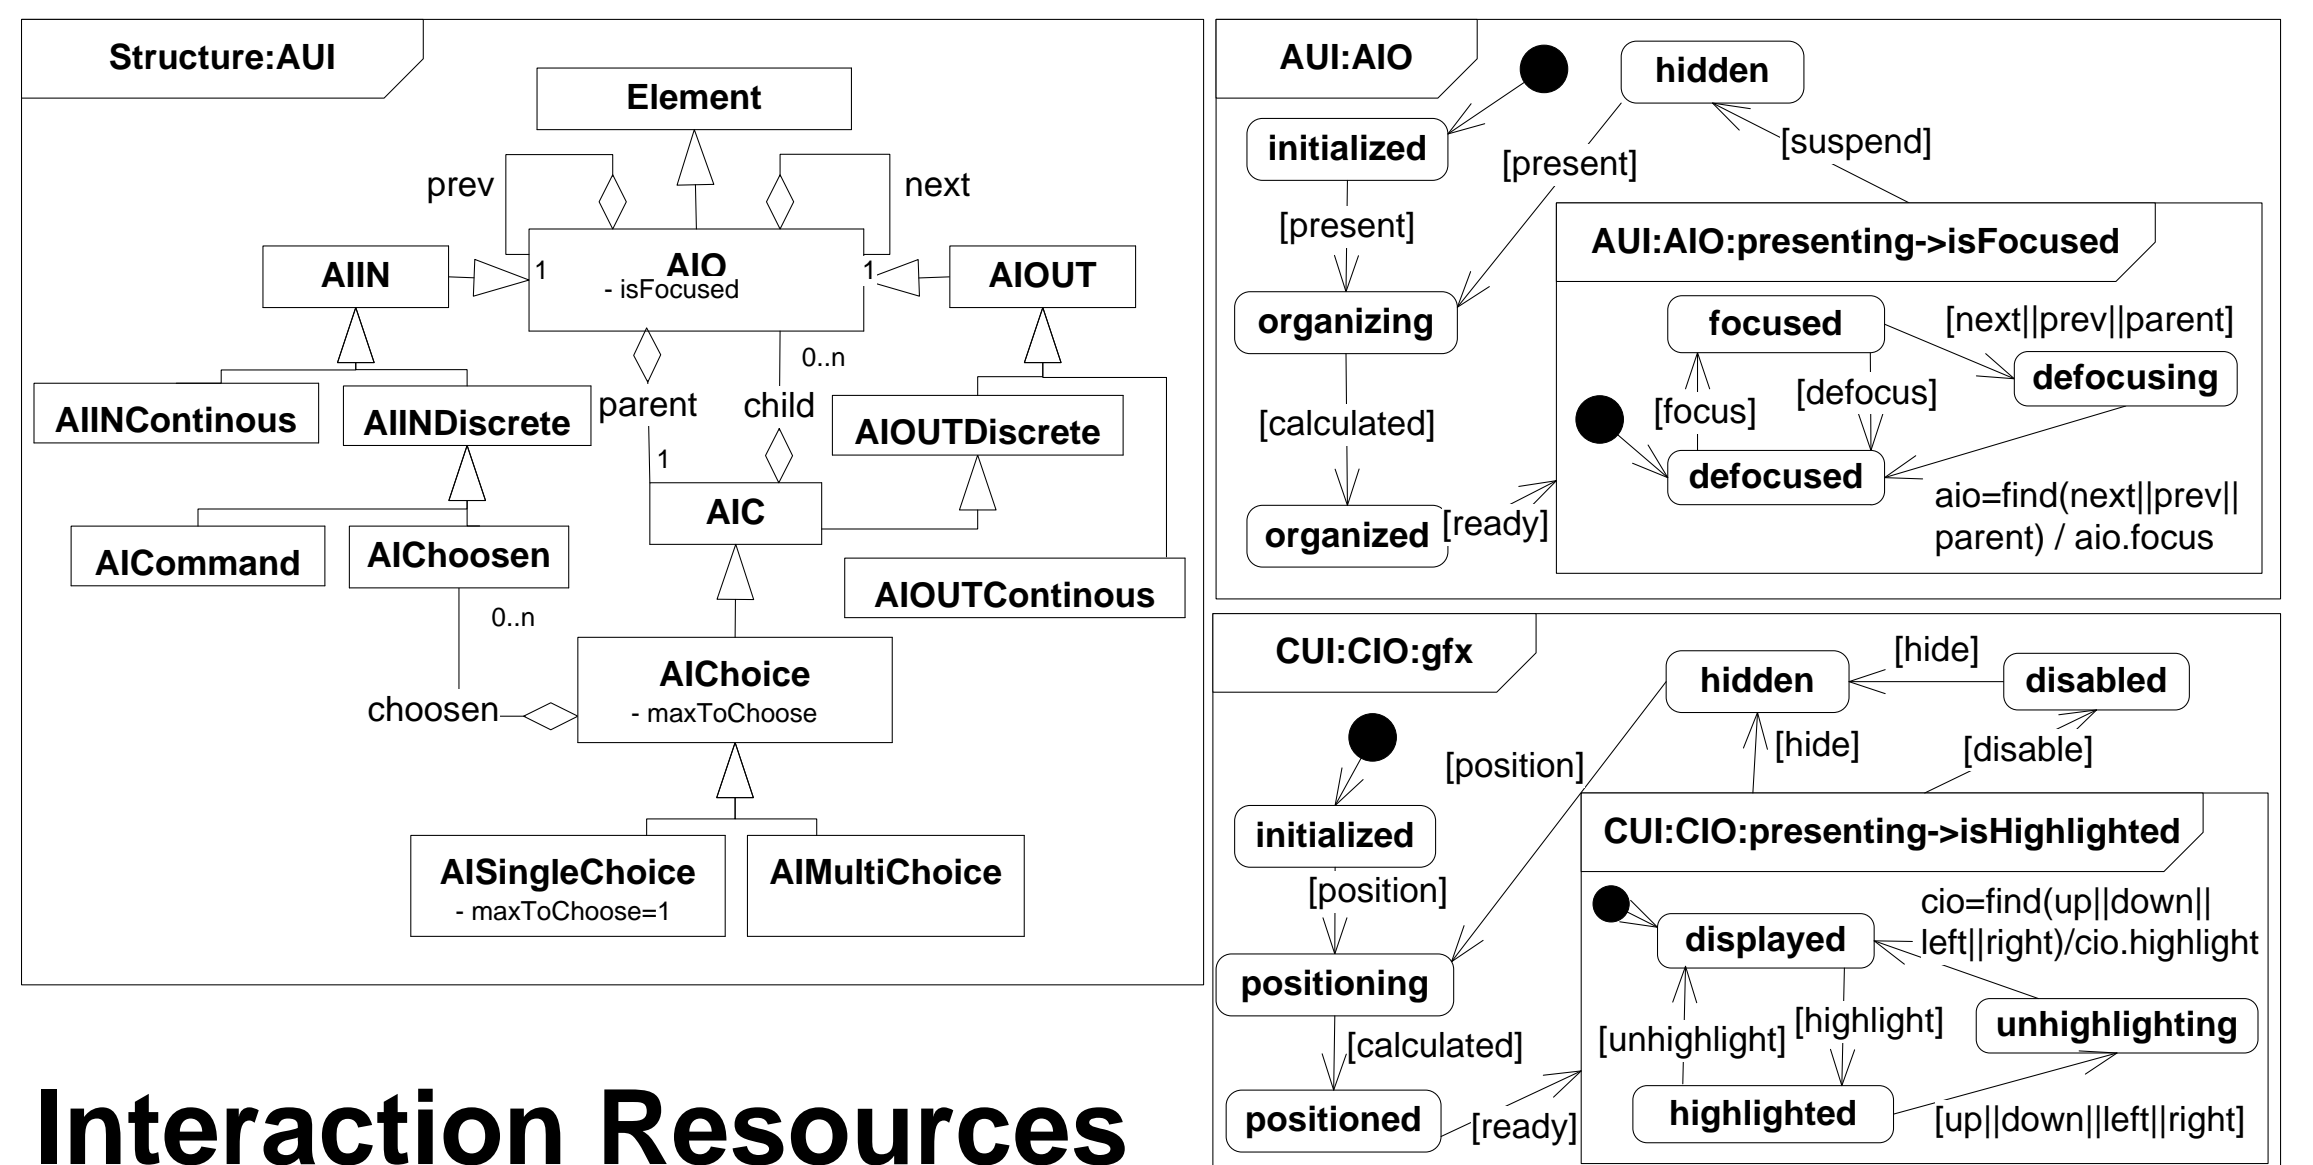 Structure:AUI
Element
prev
next
AIIN
AIO
- isFocused
1
1
AIOUT
0..n
AIINContinous
AIINDiscrete
parent
child
AIOUTDiscrete
1
AIC
AICommand
AIChoosen
AIOUTContinous
0..n
AIChoice
- maxToChoose
choosen
AISingleChoice
- maxToChoose=1
AIMultiChoice
Interaction Resources
AUI:AIO
hidden
initialized
[suspend]
[present]
[present]
AUI:AIO:presenting->isFocused
organizing
focused
[next||prev||parent]
defocusing
[defocus]
[focus]
[calculated]
defocused
aio=find(next||prev||
parent) / aio.focus
organized
[ready]
CUI:CIO:gfx
[hide]
hidden
disabled
[hide]
[disable]
[position]
initialized
CUI:CIO:presenting->isHighlighted
[position]
cio=find(up||down||
left||right)/cio.highlight
displayed
positioning
unhighlighting
[highlight]
[unhighlight]
[calculated]
highlighted
[up||down||left||right]
positioned
[ready]